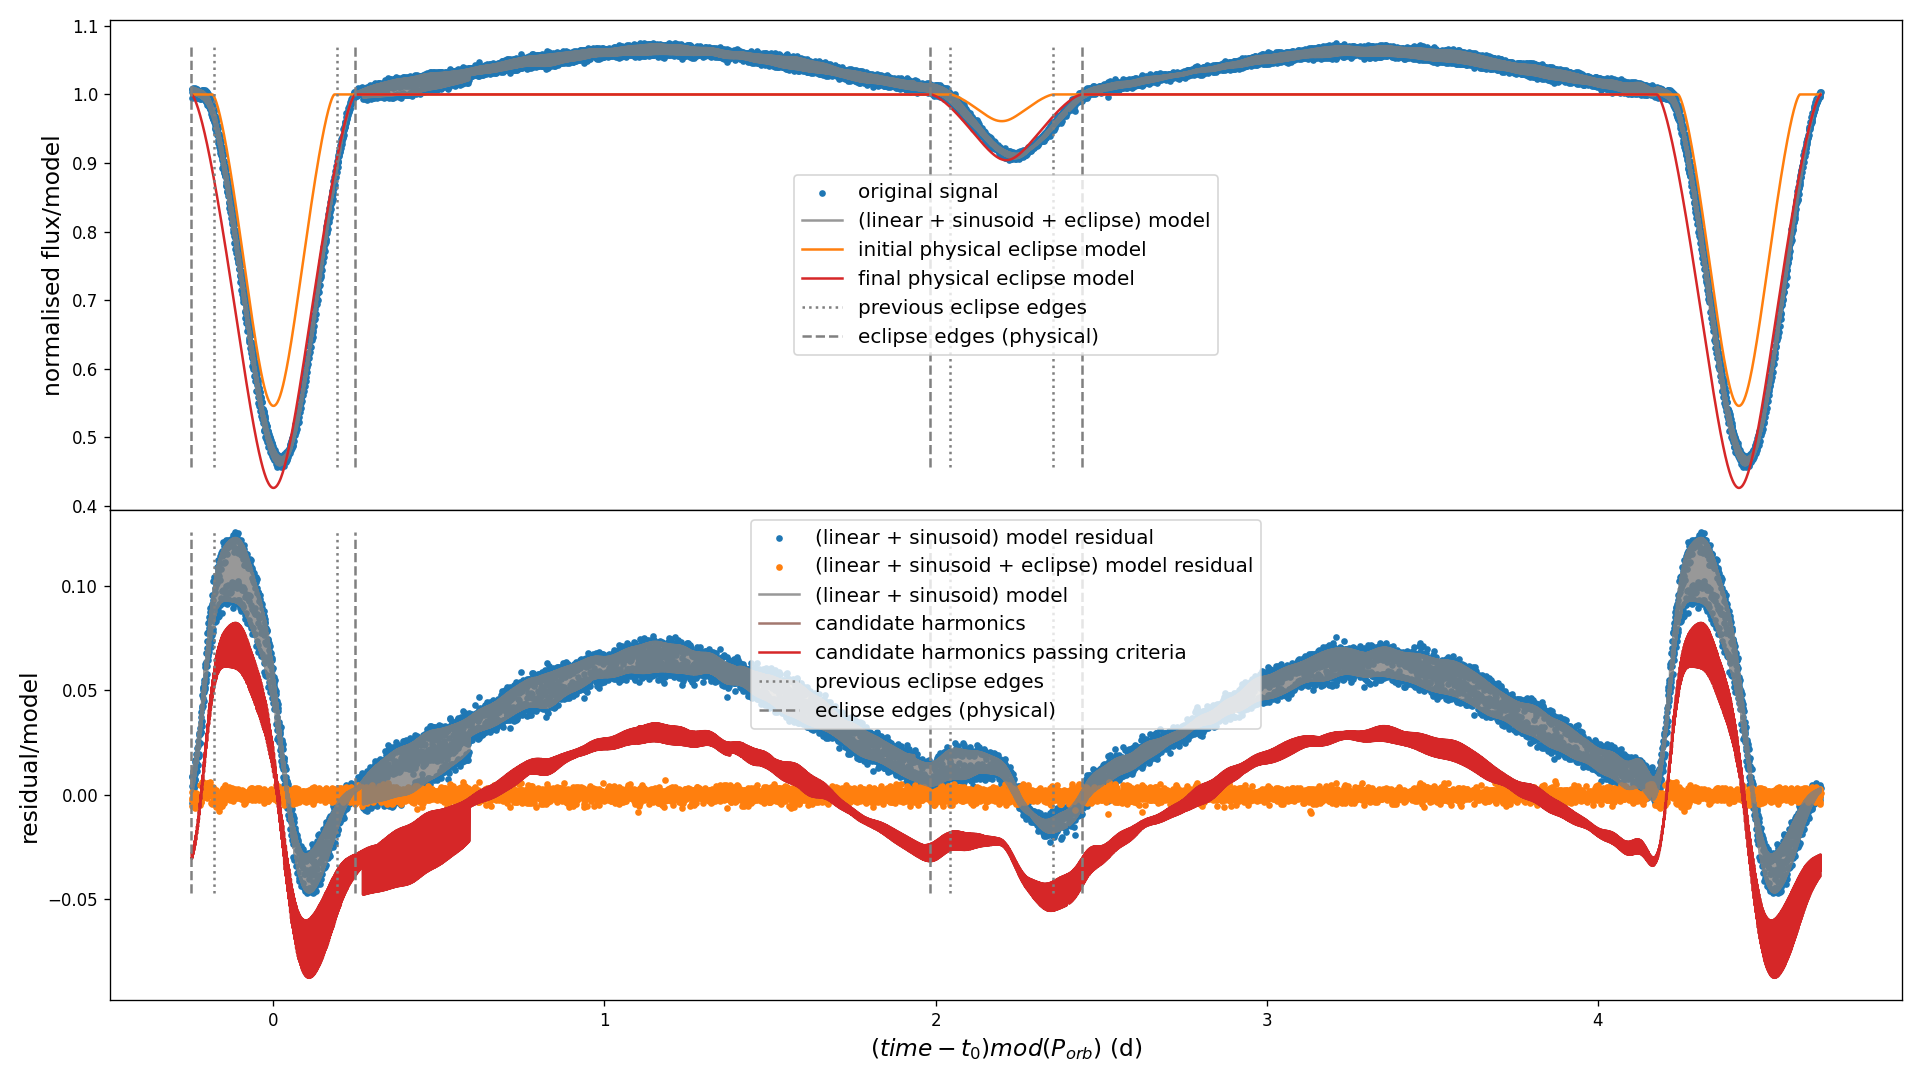 1.1
1.0
0.9
0.8
0.7
0.6
0.5
0.4
normalised flux/model
original signal
(linear + sinusoid + eclipse) model
initial physical eclipse model
final physical eclipse model
previous eclipse edges
eclipse edges (physical)
0.10
0.05
0.00
−0.05
residual/model
(linear + sinusoid) model residual
(linear + sinusoid + eclipse) model residual
(linear + sinusoid) model
candidate harmonics
candidate harmonics passing criteria
previous eclipse edges
eclipse edges (physical)
0 1 2 3 4
(time − t₀)mod(P_orb) (d)